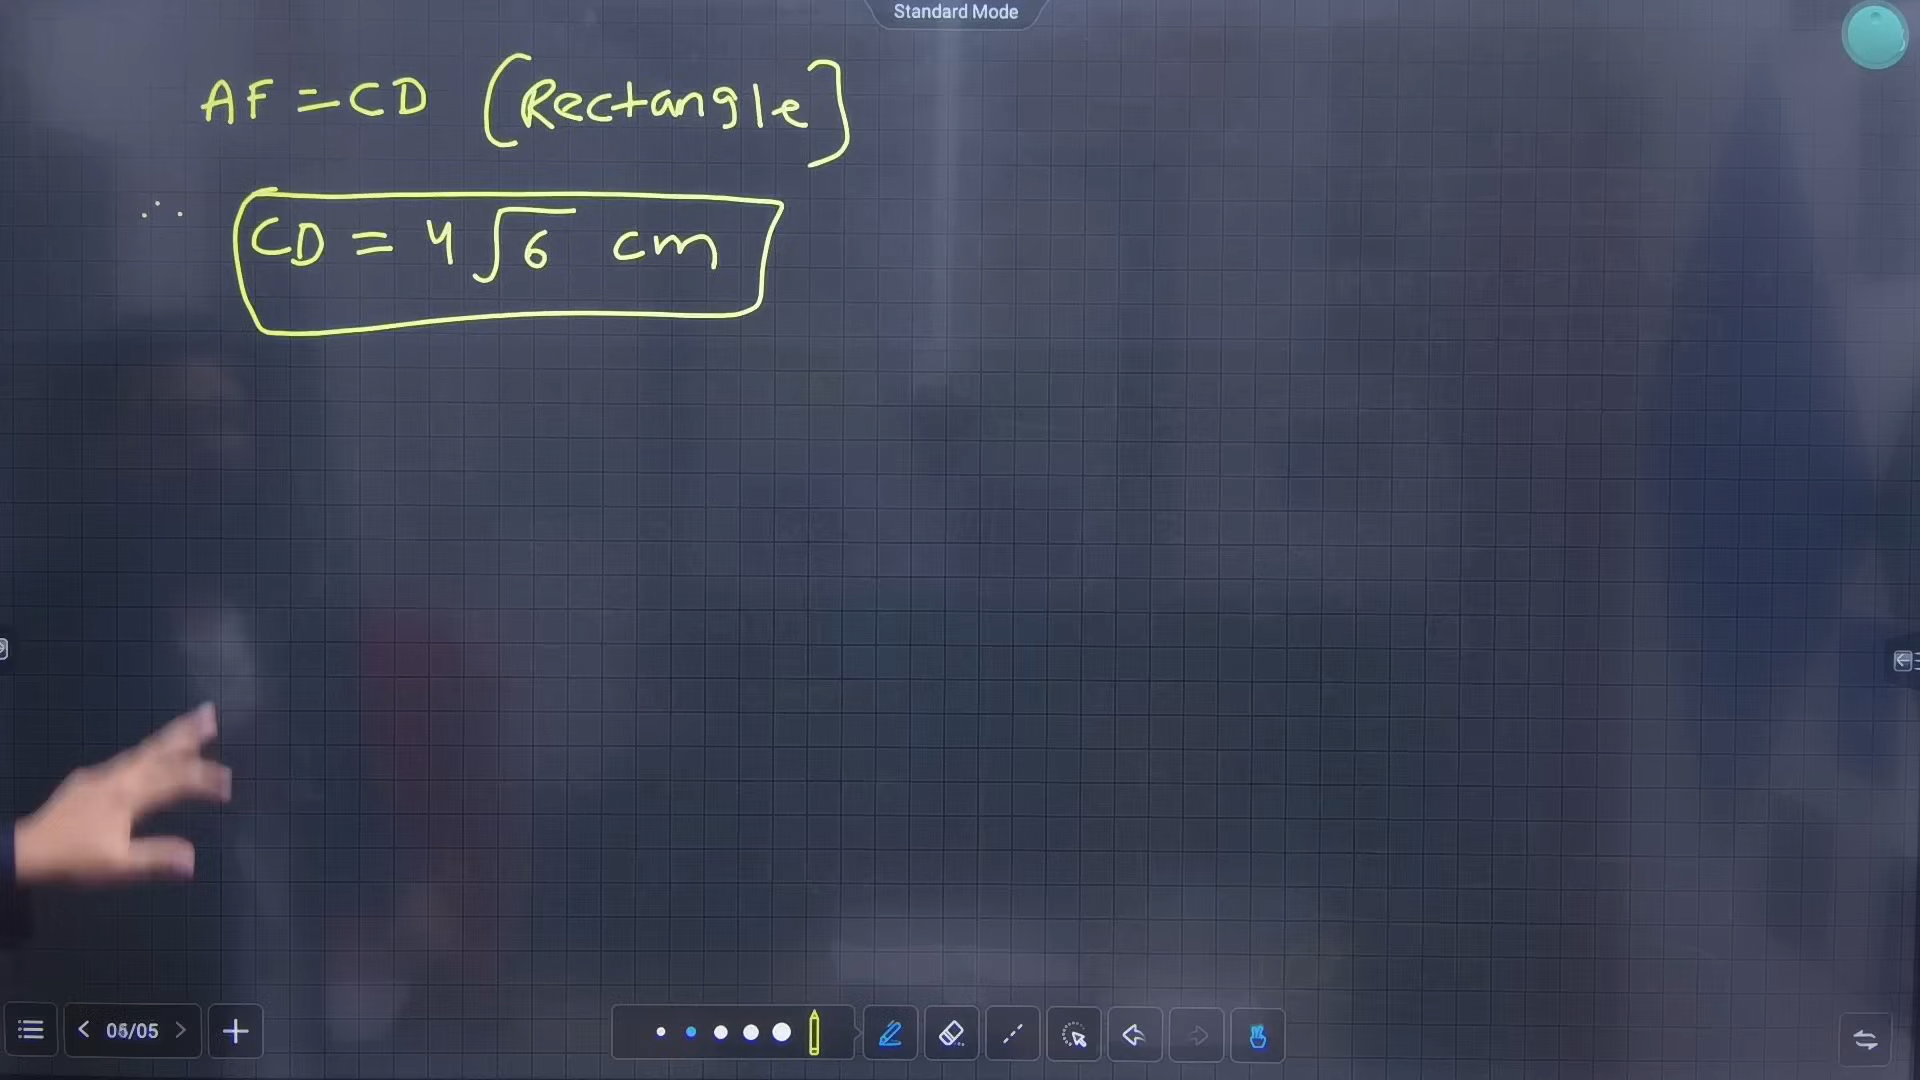 Standard Mode
AF = CD (Rectangle]
∴ CD = 4√6 cm
05/05